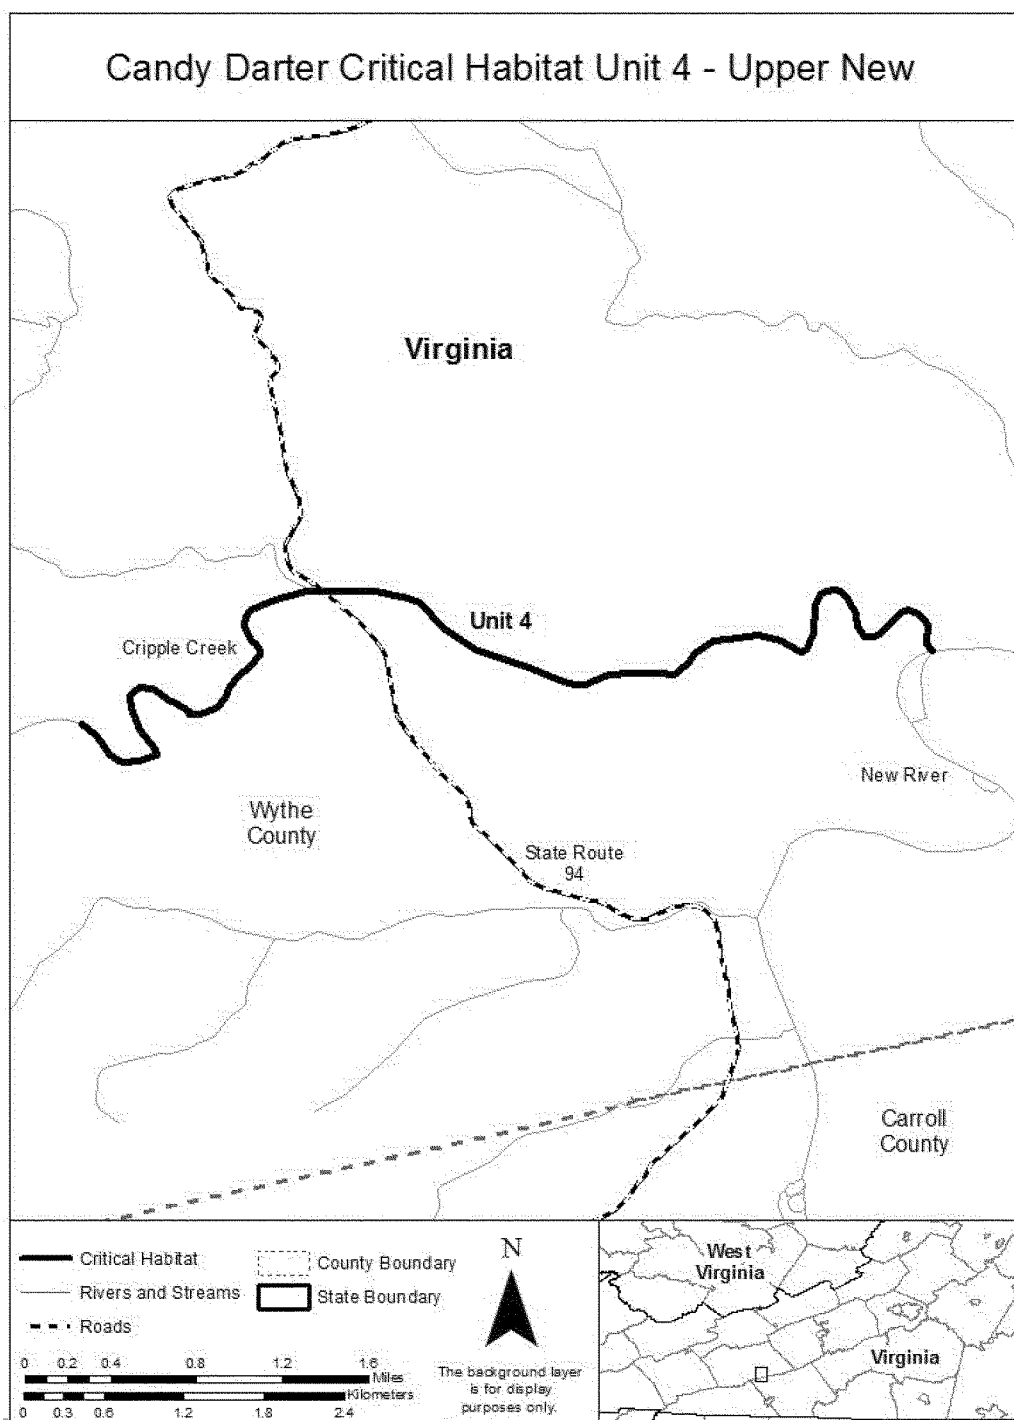 Candy Darter Critical Habitat Unit 4 - Upper New
Virginia
Unit 4
Cripple Creek
New River
Wythe
County
State Route
94
Carroll
County
Critical Habitat
Rivers and Streams
Roads
County Boundary
State Boundary
0 0.2 0.4 0.8 1.2 1.6
Miles
Kilometers
0 0.3 0.6 1.2 1.8 2.4
N
The background layer
is for display
purposes only.
West
Virginia
Virginia